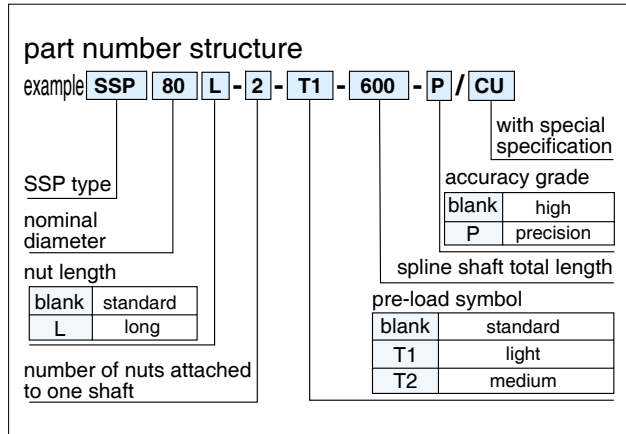 part number structure
example SSP 80 L - 2 - T1 - 600 - P / CU
with special
specification
SSP type
accuracy grade
blank high
P precision
nominal
diameter
spline shaft total length
nut length
blank standard
L long
pre-load symbol
blank standard
T1 light
T2 medium
number of nuts attached
to one shaft